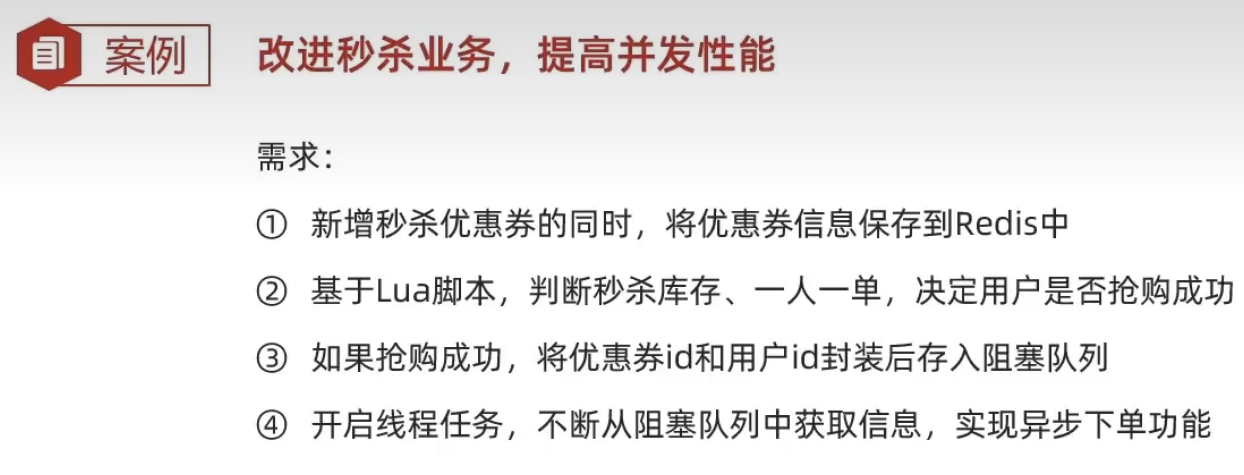 案例
改进秒杀业务，提高并发性能
需求：
① 新增秒杀优惠券的同时，将优惠券信息保存到Redis中
② 基于Lua脚本，判断秒杀库存、一人一单，决定用户是否抢购成功
③ 如果抢购成功，将优惠券id和用户id封装后存入阻塞队列
④ 开启线程任务，不断从阻塞队列中获取信息，实现异步下单功能